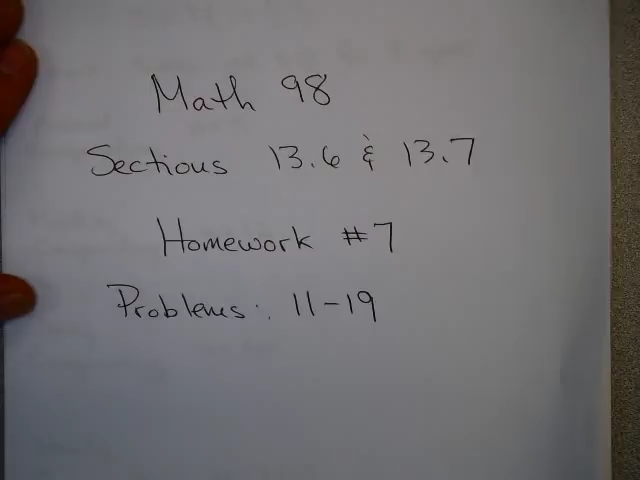 Math 98
Sections 13.6 & 13.7
Homework #7
Problems: 11-19